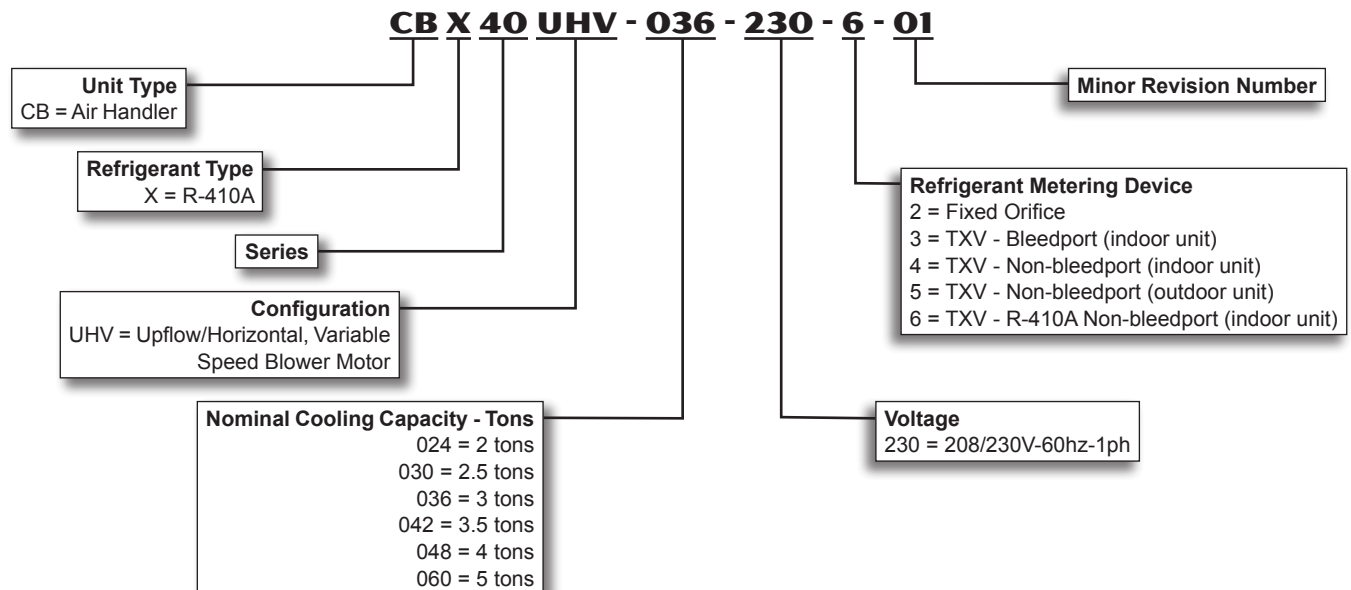 CB X 40 UHV - 036 - 230 - 6 - 01
Unit Type
CB = Air Handler
Refrigerant Type
X = R-410A
Series
Configuration
UHV = Upflow/Horizontal, Variable
Speed Blower Motor
Nominal Cooling Capacity - Tons
024 = 2 tons
030 = 2.5 tons
036 = 3 tons
042 = 3.5 tons
048 = 4 tons
060 = 5 tons
Minor Revision Number
Refrigerant Metering Device
2 = Fixed Orifice
3 = TXV - Bleedport (indoor unit)
4 = TXV - Non-bleedport (indoor unit)
5 = TXV - Non-bleedport (outdoor unit)
6 = TXV - R-410A Non-bleedport (indoor unit)
Voltage
230 = 208/230V-60hz-1ph